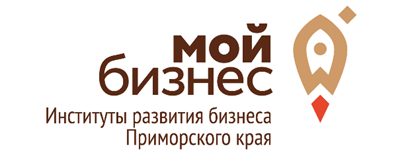 мой
бизнес
Институты развития бизнеса
Приморского края